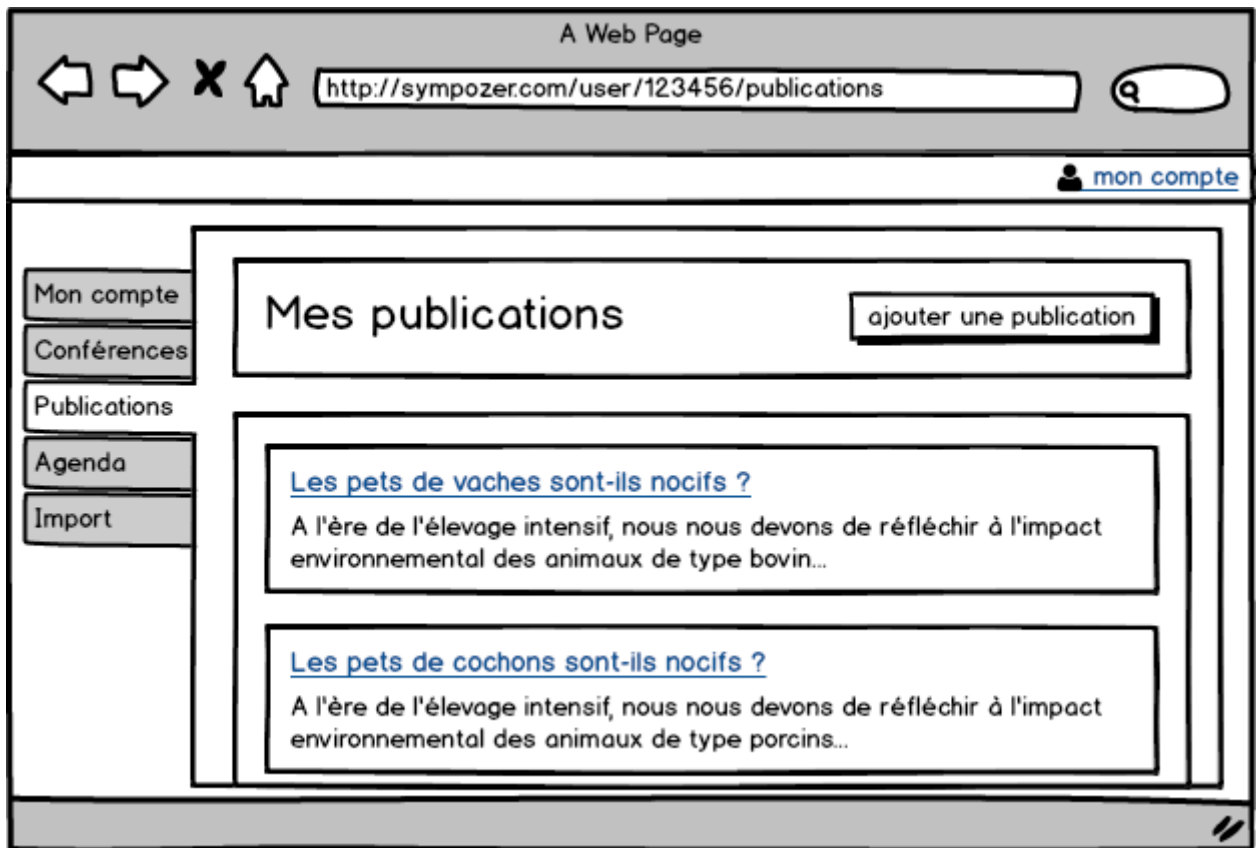 A Web Page
http://sympozer.com/user/123456/publications
mon compte
Mon compte
Conférences
Publications
Agenda
Import
Mes publications
ajouter une publication
Les pets de vaches sont-ils nocifs ?
A l'ère de l'élevage intensif, nous nous devons de réfléchir à l'impact
environnemental des animaux de type bovin...
Les pets de cochons sont-ils nocifs ?
A l'ère de l'élevage intensif, nous nous devons de réfléchir à l'impact
environnemental des animaux de type porcins...